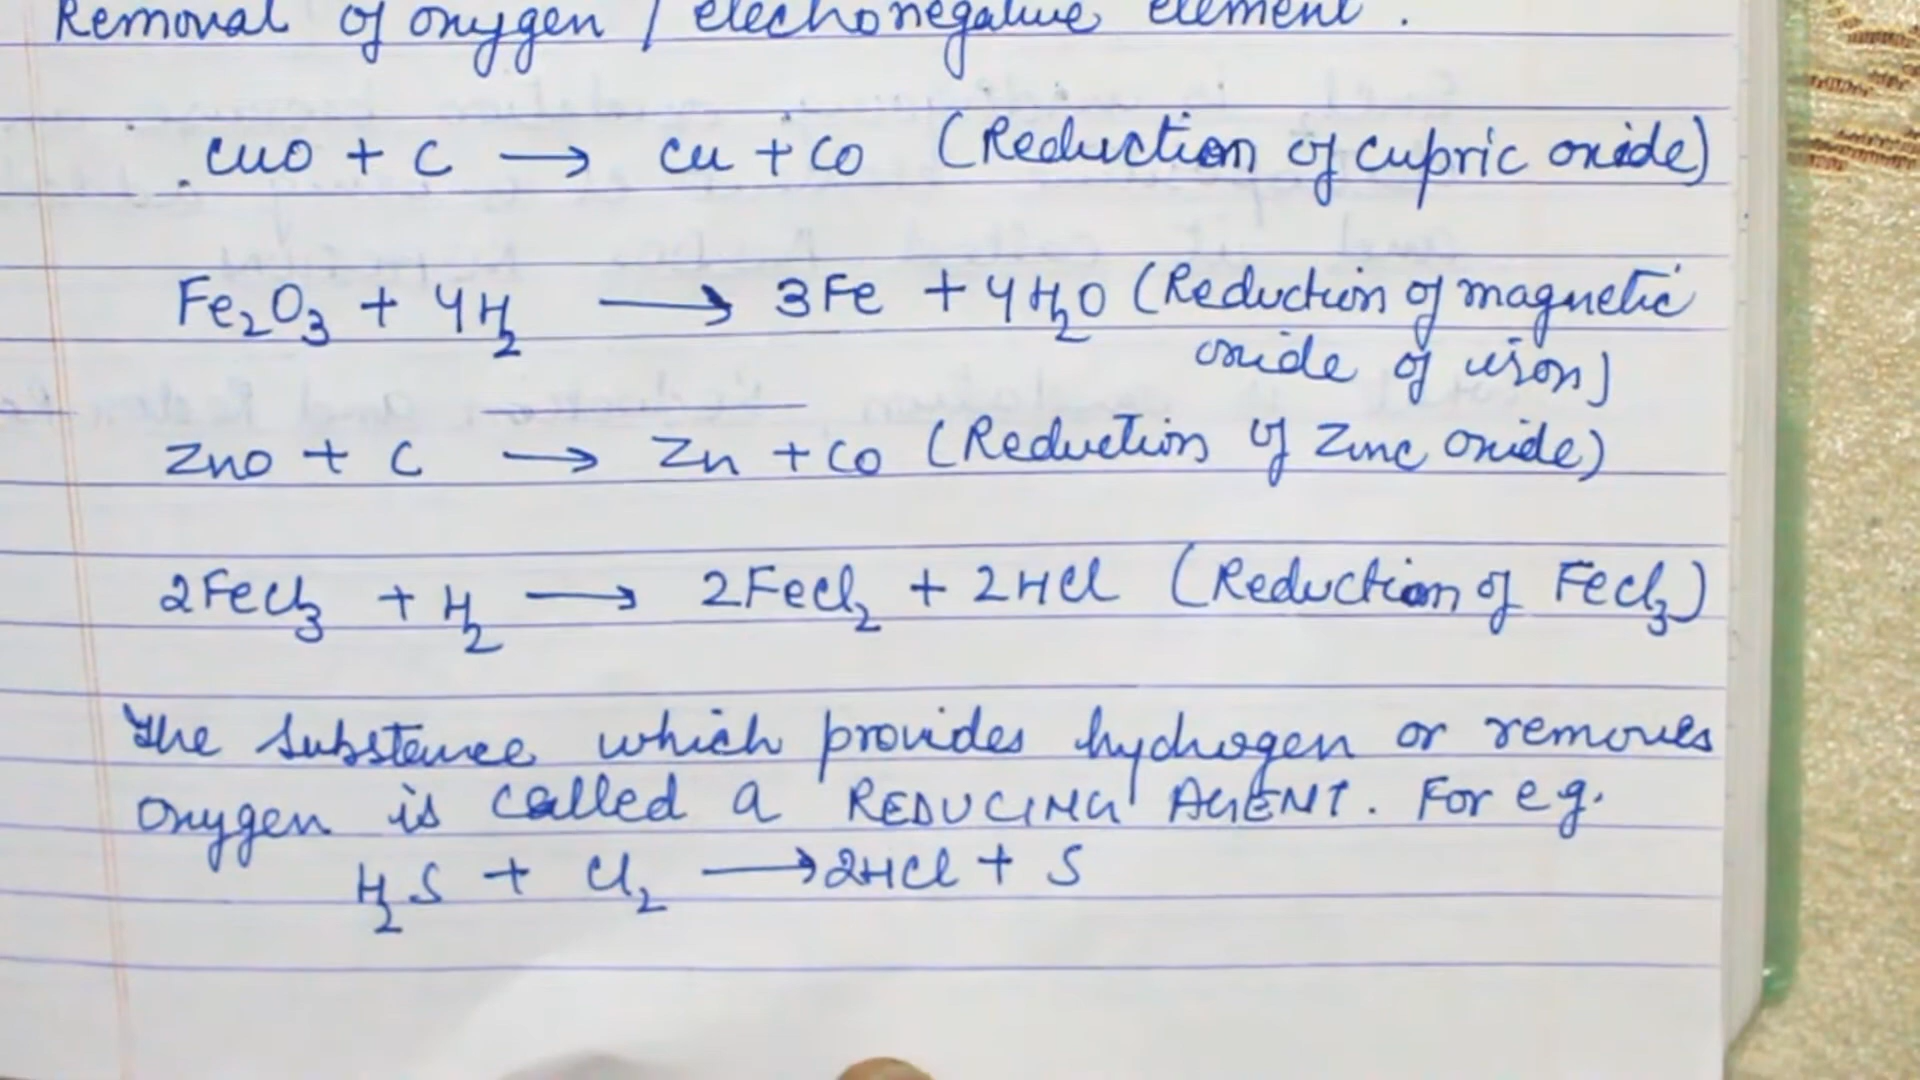 Removal of oxygen / electronegative element.
CuO + C → Cu + CO (Reduction of cupric oxide)
Fe₂O₃ + 4H₂ → 3Fe + 4H₂O (Reduction of magnetic
oxide of iron)
ZnO + C → Zn + CO (Reduction of Zinc oxide)
2FeCl₃ + H₂ → 2FeCl₂ + 2HCl (Reduction of FeCl₃)
The substance which provides hydrogen or removes
oxygen is called a REDUCING AGENT. For eg.
H₂S + Cl₂ → 2HCl + S